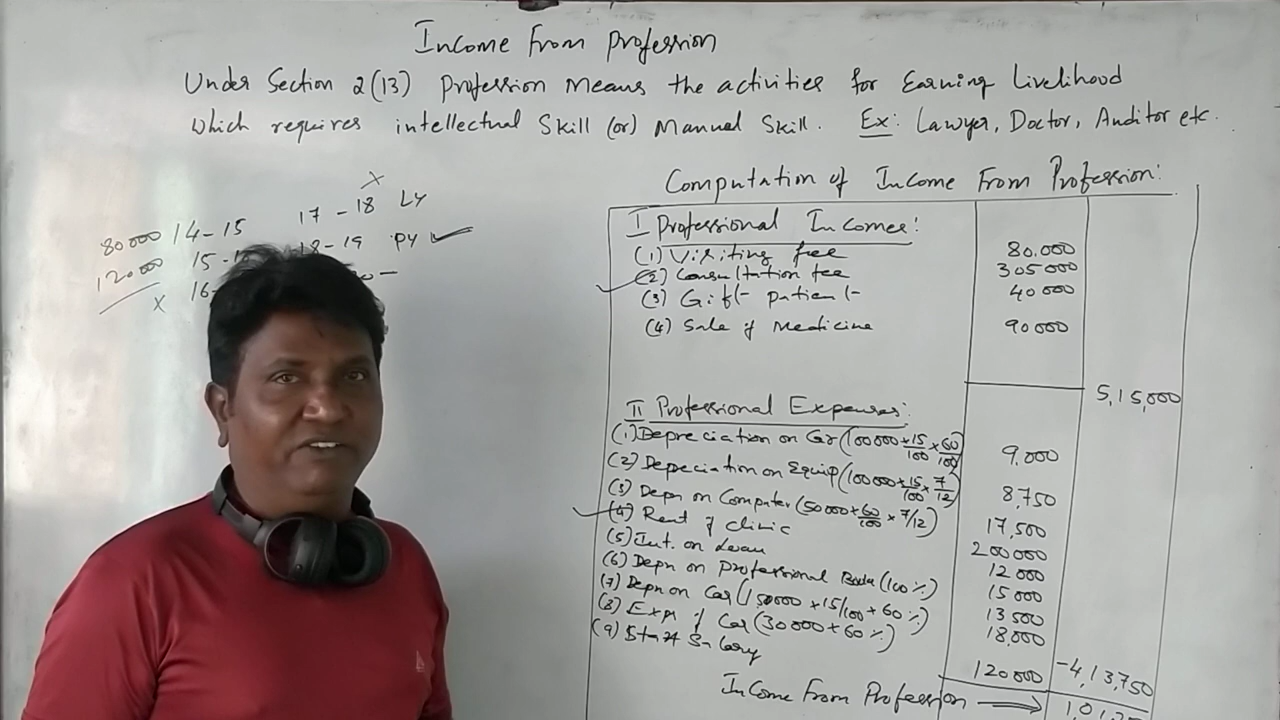 Income From Profession
Under Section 2(13) Profession Means the activities for Earning Livelihood
Which requires intellectual Skill (or) Manual Skill. Ex: Lawyer, Doctor, Auditor etc.
x
80000 14-15 17-18 LY
12000 15- 18-19 PY ✓
x 16-
Computation of Income From Profession:
I Professional Incomes:
(1) Visiting fee 80,000
(2) Consultation fee 305000
(3) Gift- patient- 40000
(4) Sale of Medicine 90000
5,15,000
II Professional Expenses:
(1) Depreciation on Car (100000×15/100×60/100) 9,000
(2) Depreciation on Equip (100000×15/100×7/12) 8,750
(3) Depn on Computer (50000×60/100×7/12) 17,500
(4) Rent of clinic 200000
(5) Int. on Loan 12000
(6) Depn on Professional (100%) 15000
(7) Depn on Car (150000×15/100×60%) 13500
(8) Exps of Car (30000×60%) 18,000
(9) Staff Salary 120000 -4,13,750
Income From Profession →